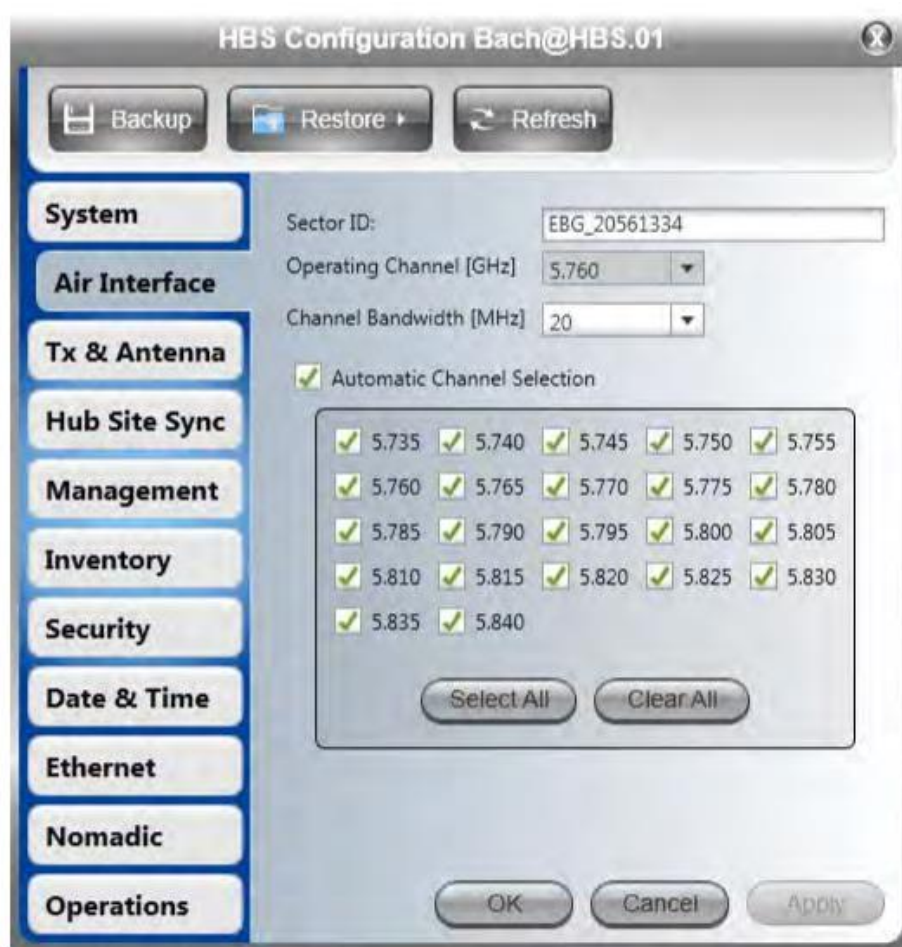 HBS Configuration Bach@HBS.01
X
Backup Restore Refresh
System
Air Interface
Tx & Antenna
Hub Site Sync
Management
Inventory
Security
Date & Time
Ethernet
Nomadic
Operations
Sector ID: EBG_20561334
Operating Channel [GHz] 5.760
Channel Bandwidth [MHz] 20
Automatic Channel Selection
5.735 5.740 5.745 5.750 5.755
5.760 5.765 5.770 5.775 5.780
5.785 5.790 5.795 5.800 5.805
5.810 5.815 5.820 5.825 5.830
5.835 5.840
Select All Clear All
OK Cancel Apply